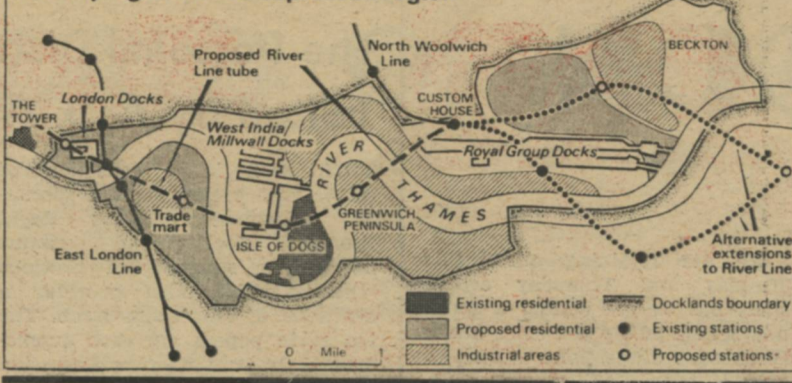 North Woolwich
Line
BECKTON
Proposed River
Line tube
THE
TOWER
London Docks
CUSTOM
HOUSE
West India/
Millwall Docks
Royal Group Docks
RIVER
THAMES
Trade
mart
GREENWICH
PENINSULA
ISLE OF DOGS
East London
Line
Alternative
extensions
to River Line
Existing residential
Docklands boundary
Proposed residential
Existing stations
Industrial areas
Proposed stations
0 Mile 1